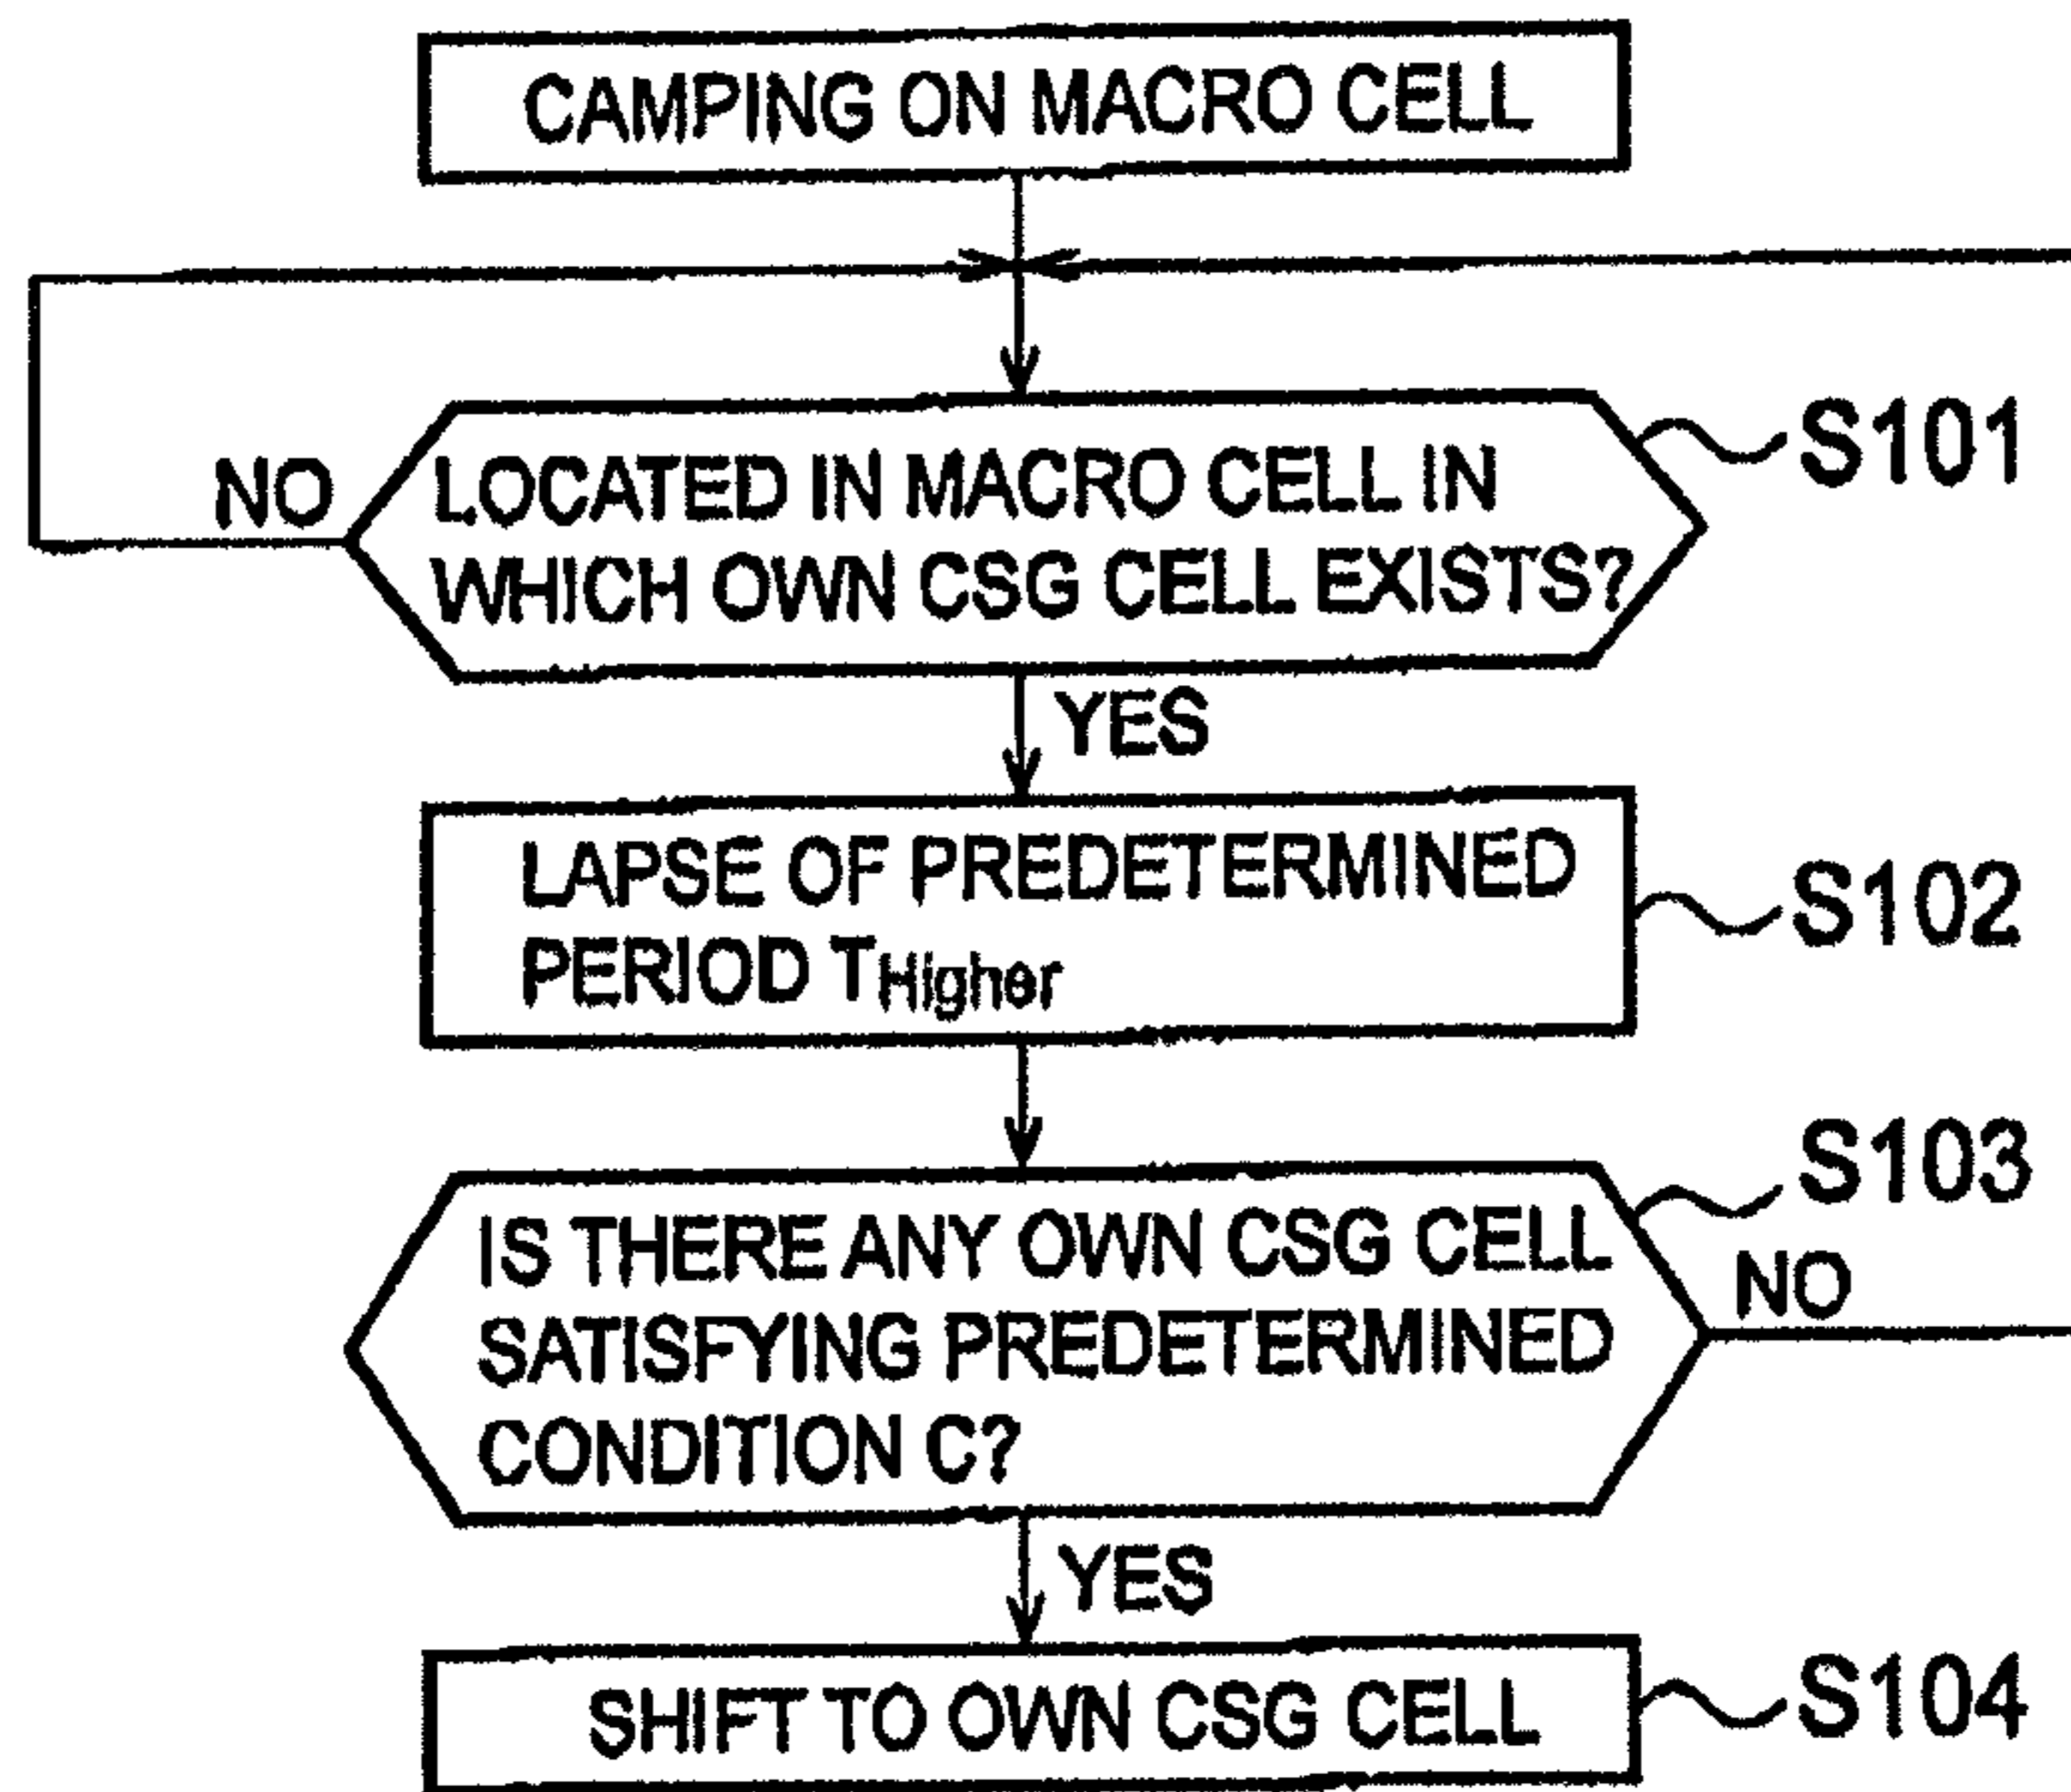 CAMPING ON MACRO CELL
LOCATED IN MACRO CELL IN
WHICH OWN CSG CELL EXISTS?
S101
NO
YES
LAPSE OF PREDETERMINED
PERIOD THigher
S102
IS THERE ANY OWN CSG CELL
SATISFYING PREDETERMINED
CONDITION C?
S103
NO
YES
SHIFT TO OWN CSG CELL
S104